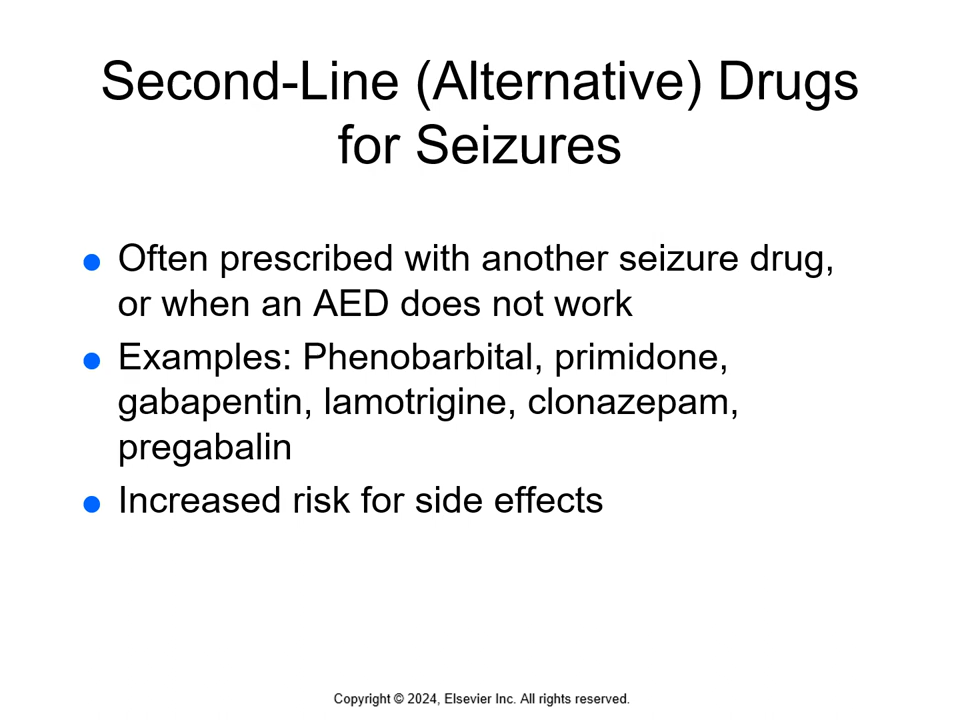 Second-Line (Alternative) Drugs
for Seizures
● Often prescribed with another seizure drug,
or when an AED does not work
● Examples: Phenobarbital, primidone,
gabapentin, lamotrigine, clonazepam,
pregabalin
● Increased risk for side effects
Copyright © 2024, Elsevier Inc. All rights reserved.